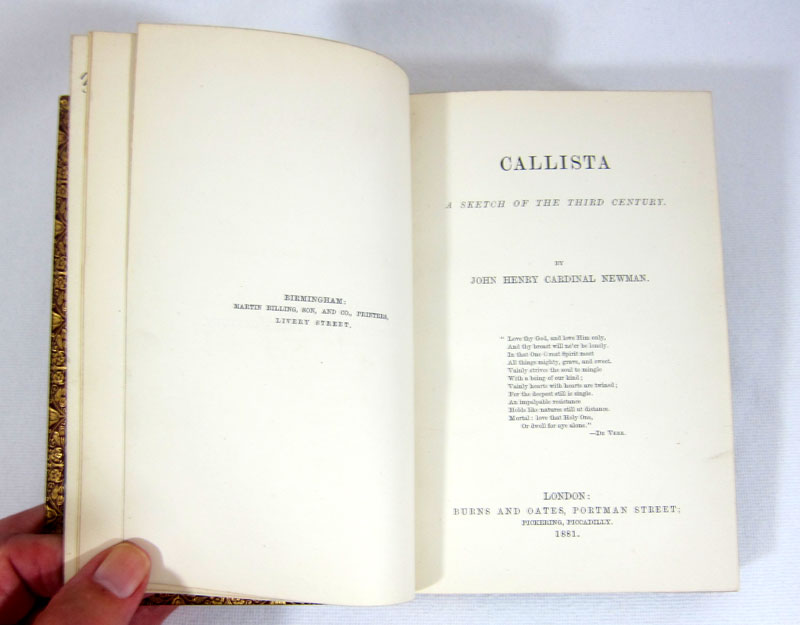 BIRMINGHAM:
MARTIN BILLING, SON, AND CO., PRINTERS,
LIVERY STREET.
CALLISTA
A SKETCH OF THE THIRD CENTURY.
BY
JOHN HENRY CARDINAL NEWMAN.
"Love thy God, and love Him only,
And thy breast will ne'er be lonely.
In that One Great Spirit meet
All things mighty, grave, and sweet.
Vainly strives the soul to mingle
With a being of our kind;
Vainly hearts with hearts are twined;
For the deepest still is single.
An impalpable resistance
Holds like natures still at distance.
Mortal: love that Holy One,
Or dwell for aye alone."
—DE VERE.
LONDON:
BURNS AND OATES, PORTMAN STREET;
PICKERING, PICCADILLY.
1881.